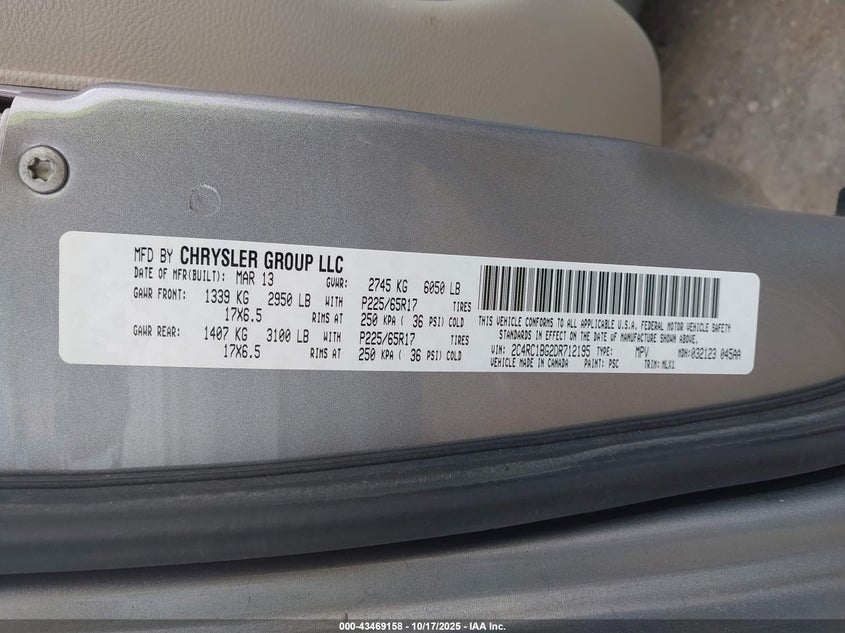 MFD BY CHRYSLER GROUP LLC
DATE OF MFR(BUILT): MAR 13 GVWR: 2745 KG 6050 LB
GAWR FRONT: 1339 KG 2950 LB WITH P225/65R17 TIRES
17X6.5 RIMS AT 250 KPA ( 36 PSI) COLD
GAWR REAR: 1407 KG 3100 LB WITH P225/65R17 TIRES
17X6.5 RIMS AT 250 KPA ( 36 PSI) COLD
THIS VEHICLE CONFORMS TO ALL APPLICABLE U.S.A. FEDERAL MOTOR VEHICLE SAFETY
STANDARDS IN EFFECT ON THE DATE OF MANUFACTURE SHOWN ABOVE.
VIN: 2C4RC1BG2DR712195 TYPE: MPV MDH:032123 045AA
VEHICLE MADE IN CANADA PAINT: PSC TRIM: MLX1
000-43469158 | 10/17/2025 | IAA Inc.